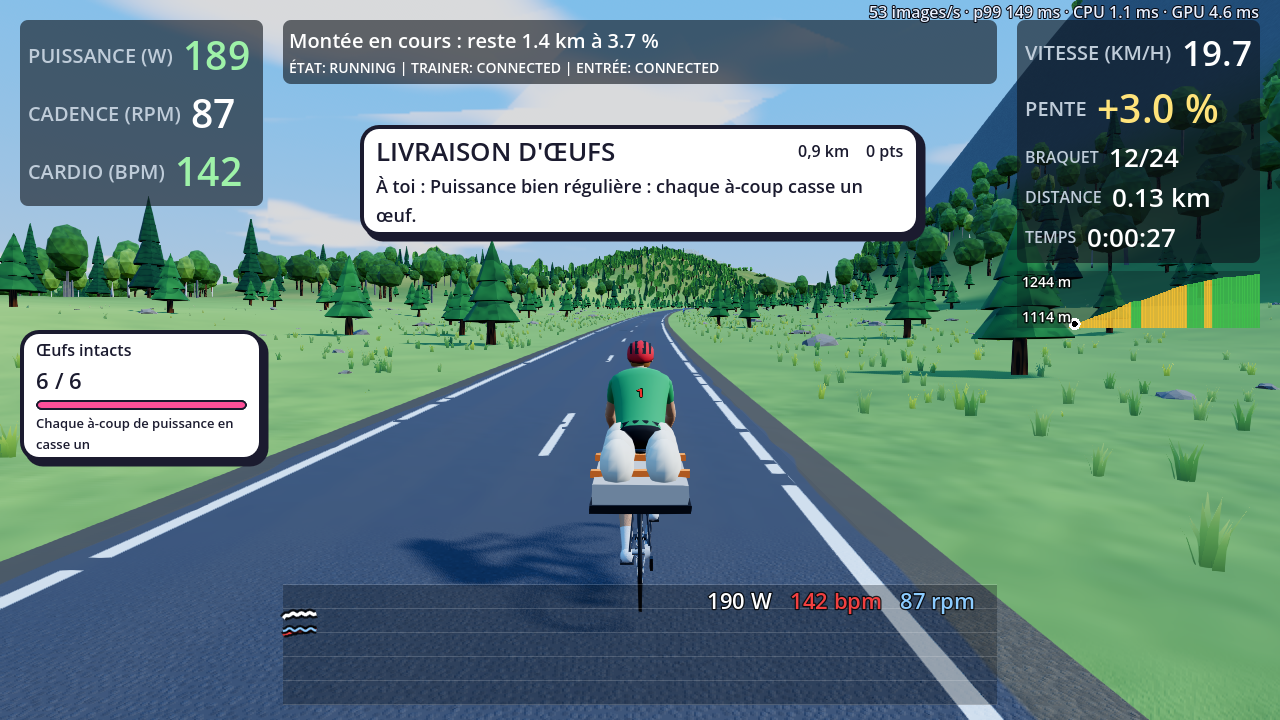 53 images/s · p99 149 ms · CPU 1.1 ms · GPU 4.6 ms
PUISSANCE (W) 189
CADENCE (RPM) 87
CARDIO (BPM) 142
Montée en cours : reste 1.4 km à 3.7 %
ÉTAT: RUNNING | TRAINER: CONNECTED | ENTRÉE: CONNECTED
VITESSE (KM/H) 19.7
PENTE +3.0 %
BRAQUET 12/24
DISTANCE 0.13 km
TEMPS 0:00:27
1244 m
1114 m
LIVRAISON D'ŒUFS 0,9 km 0 pts
À toi : Puissance bien régulière : chaque à-coup casse un
œuf.
Œufs intacts
6 / 6
Chaque à-coup de puissance en
casse un
1
190 W 142 bpm 87 rpm